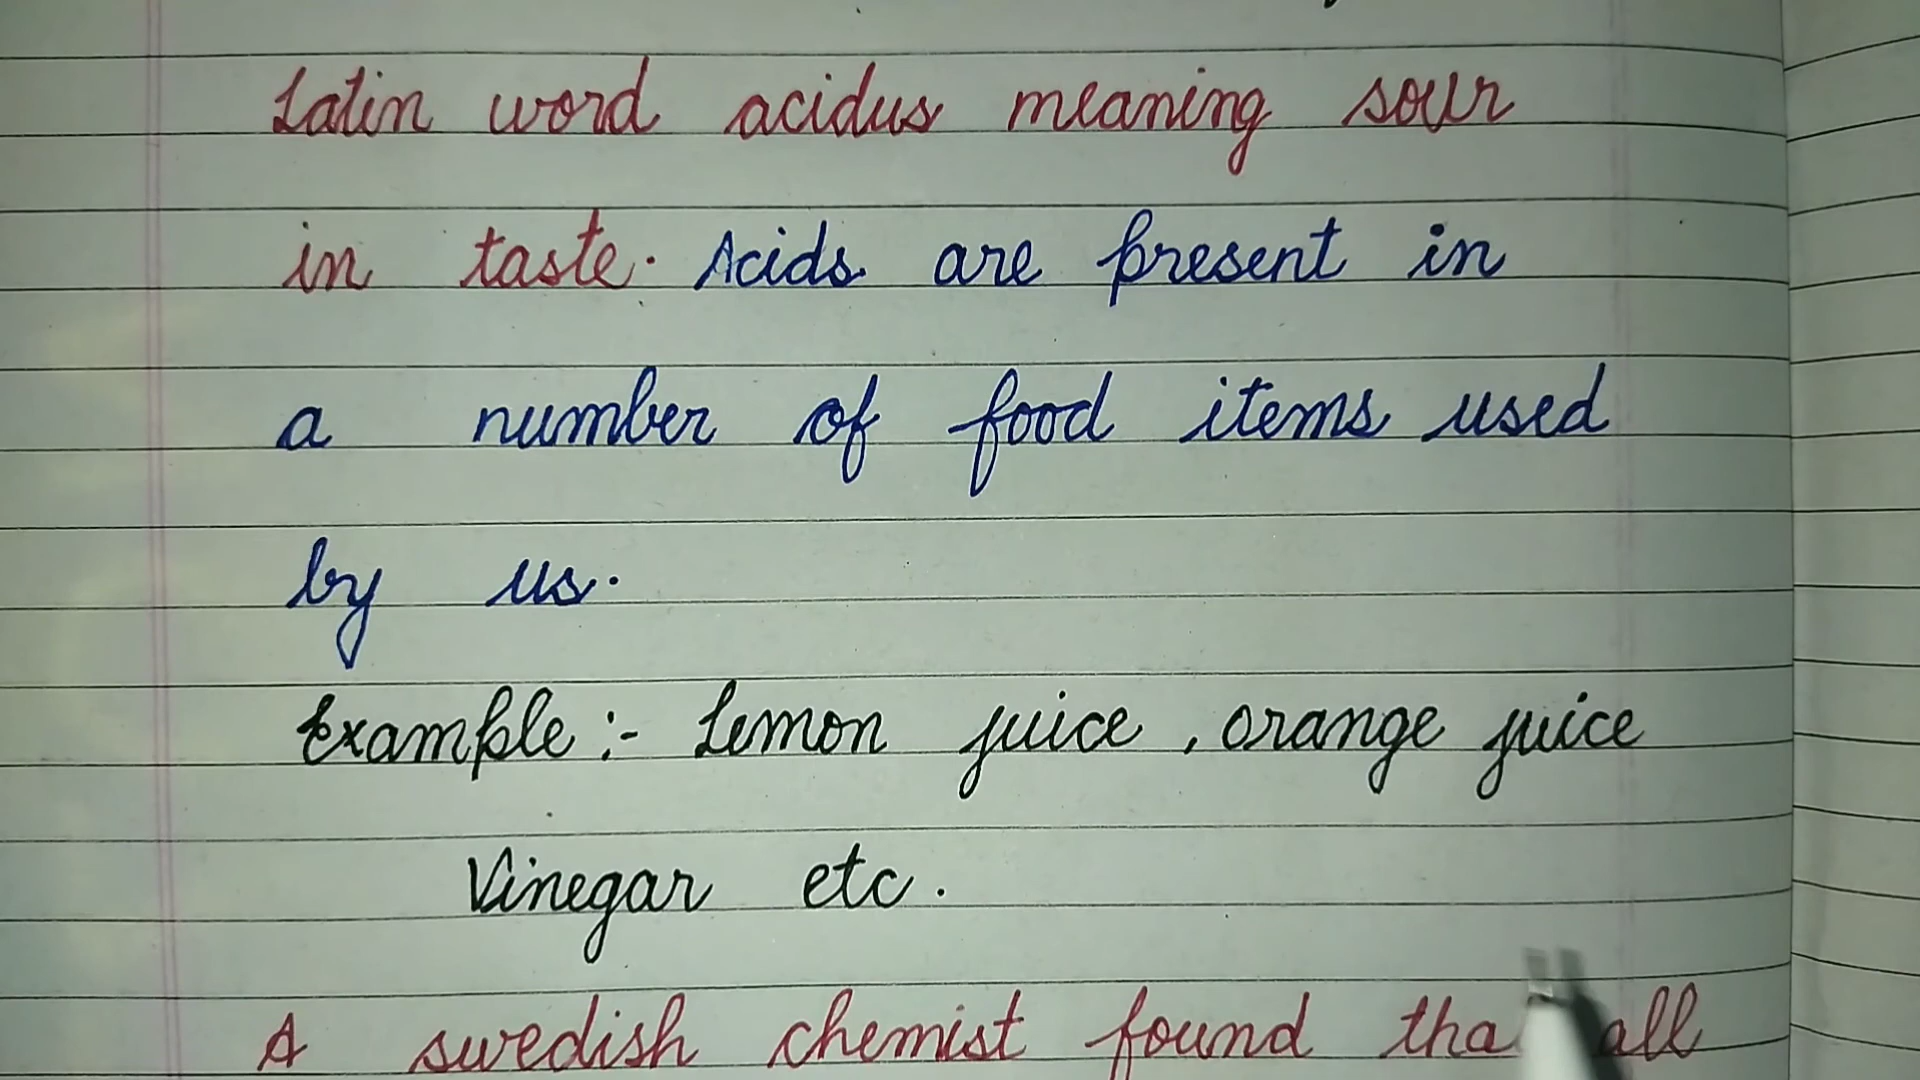 Latin word acidus meaning sour
in taste. Acids are present in
a number of food items used
by us.
Example :- Lemon juice, orange juice
Vinegar etc.
A swedish chemist found all